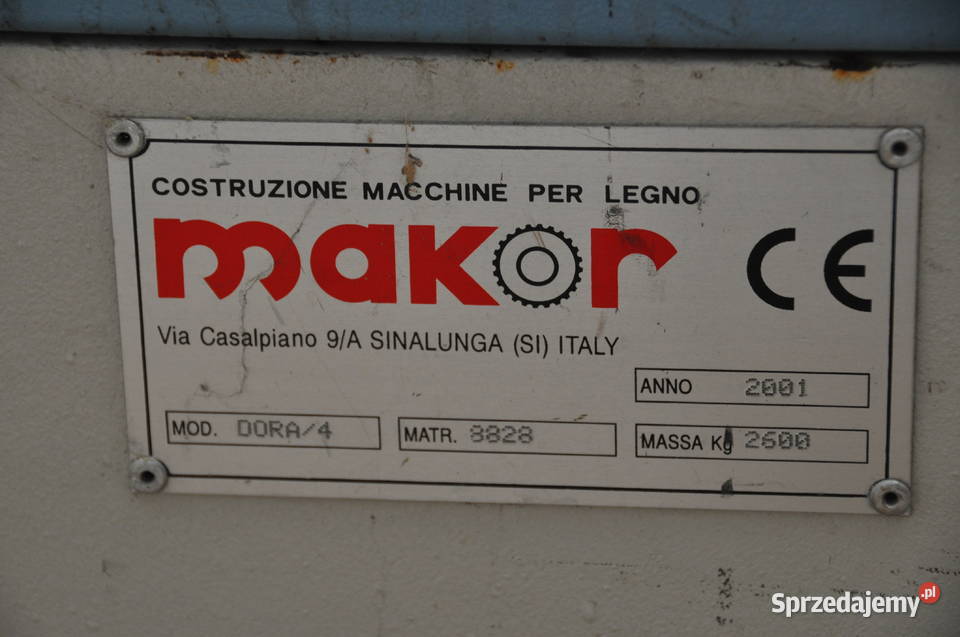 COSTRUZIONE MACCHINE PER LEGNO
makor CE
Via Casalpiano 9/A SINALUNGA (SI) ITALY
ANNO 2001
MOD. DORA/4 MATR. 8828 MASSA Kg 2600
Sprzedajemy.pl